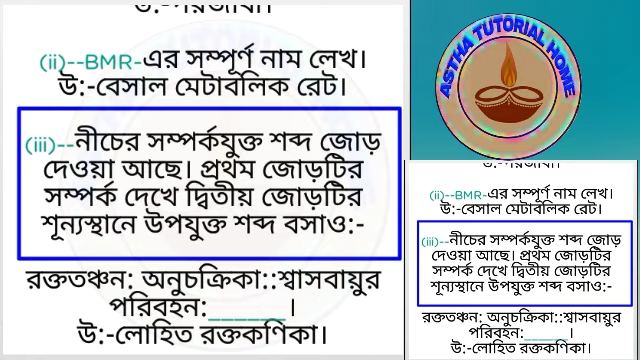 উ:-পরজীবী।
(ii)--BMR-এর সম্পূর্ণ নাম লেখ।
উ:-বেসাল মেটাবলিক রেট।
(iii)--নীচের সম্পর্কযুক্ত শব্দ জোড়
দেওয়া আছে। প্রথম জোড়টির
সম্পর্ক দেখে দ্বিতীয় জোড়টির
শূন্যস্থানে উপযুক্ত শব্দ বসাও:-
রক্ততঞ্চন: অনুচক্রিকা::শ্বাসবায়ুর
পরিবহন:______।
উ:-লোহিত রক্তকণিকা।
ASTHA TUTORIAL HOME
(ii)--BMR-এর সম্পূর্ণ নাম লেখ।
উ:-বেসাল মেটাবলিক রেট।
(iii)--নীচের সম্পর্কযুক্ত শব্দ জোড়
দেওয়া আছে। প্রথম জোড়টির
সম্পর্ক দেখে দ্বিতীয় জোড়টির
শূন্যস্থানে উপযুক্ত শব্দ বসাও:-
রক্ততঞ্চন: অনুচক্রিকা::শ্বাসবায়ুর
পরিবহন:______।
উ:-লোহিত রক্তকণিকা।